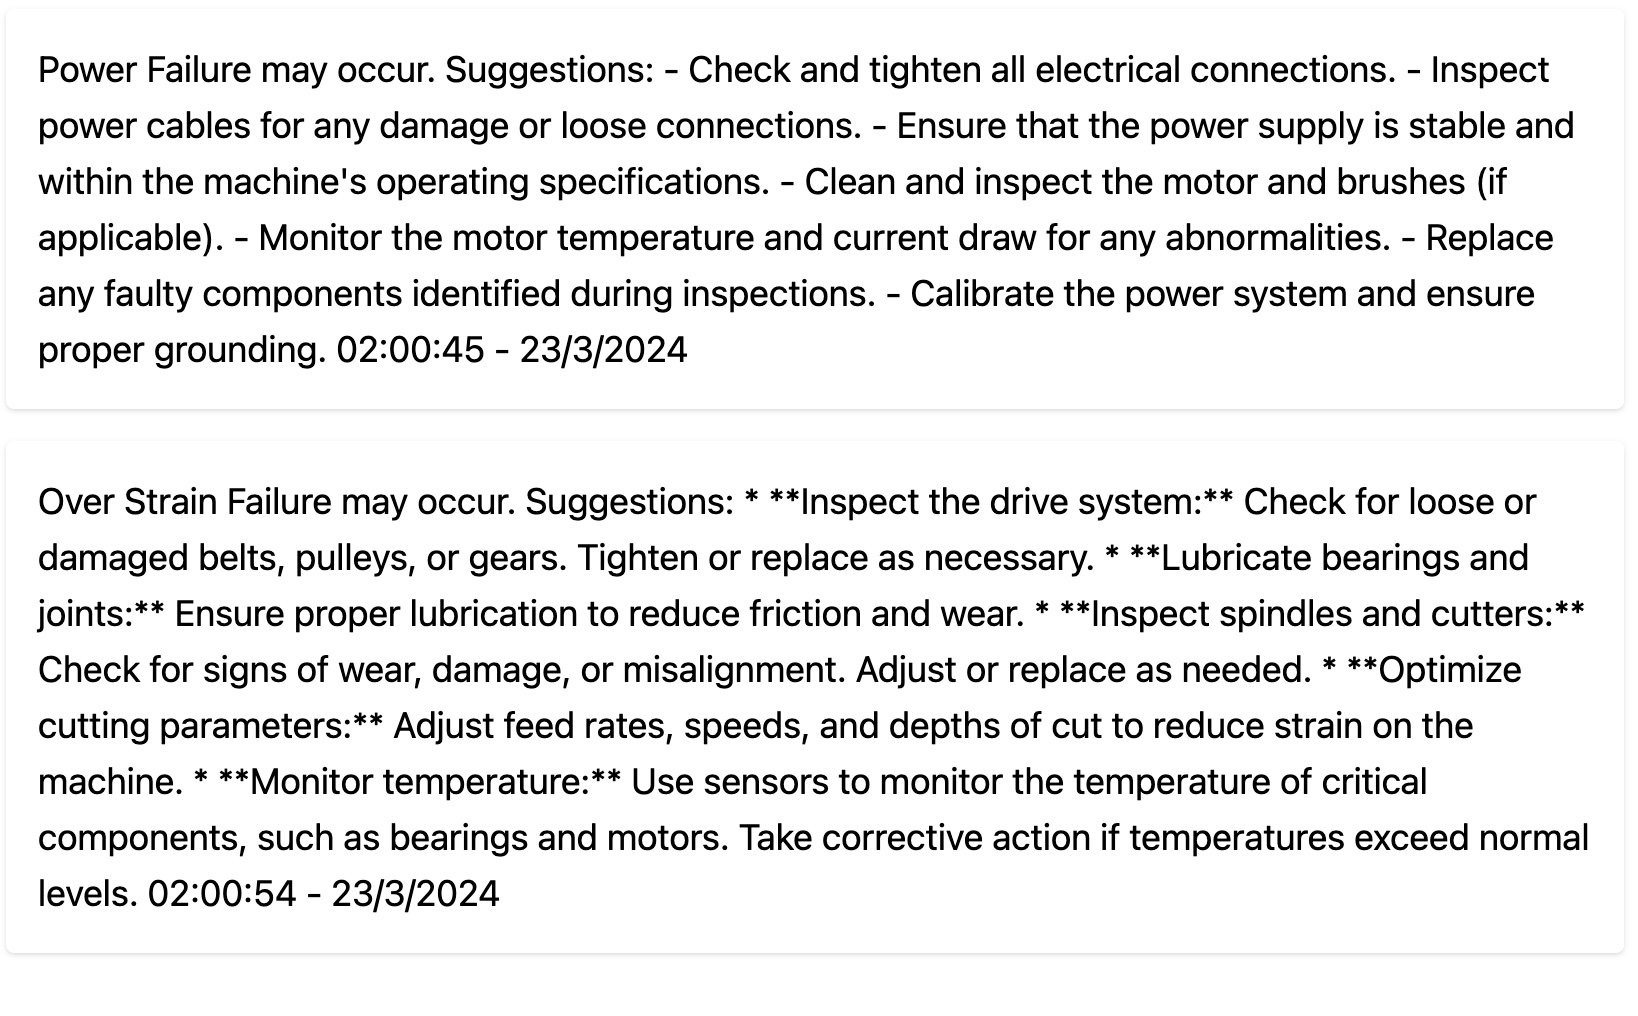 Power Failure may occur. Suggestions: - Check and tighten all electrical connections. - Inspect
power cables for any damage or loose connections. - Ensure that the power supply is stable and
within the machine's operating specifications. - Clean and inspect the motor and brushes (if
applicable). - Monitor the motor temperature and current draw for any abnormalities. - Replace
any faulty components identified during inspections. - Calibrate the power system and ensure
proper grounding. 02:00:45 - 23/3/2024
Over Strain Failure may occur. Suggestions: * **Inspect the drive system:** Check for loose or
damaged belts, pulleys, or gears. Tighten or replace as necessary. * **Lubricate bearings and
joints:** Ensure proper lubrication to reduce friction and wear. * **Inspect spindles and cutters:**
Check for signs of wear, damage, or misalignment. Adjust or replace as needed. * **Optimize
cutting parameters:** Adjust feed rates, speeds, and depths of cut to reduce strain on the
machine. * **Monitor temperature:** Use sensors to monitor the temperature of critical
components, such as bearings and motors. Take corrective action if temperatures exceed normal
levels. 02:00:54 - 23/3/2024